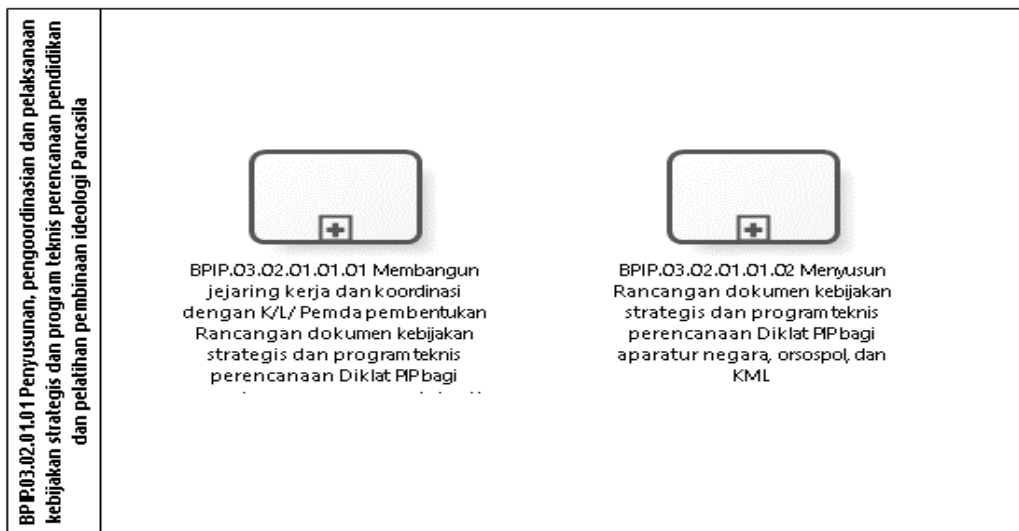 BPIP.03.02.01.01 Penyusunan, pengoordinasian dan pelaksanaan
kebijakan strategis dan program teknis perencanaan pendidikan
dan pelatihan pembinaan ideologi Pancasila
BPIP.03.02.01.01.01 Membangun
jejaring kerja dan koordinasi
dengan K/L/ Pemda pembentukan
Rancangan dokumen kebijakan
strategis dan program teknis
perencanaan Diklat PIP bagi
BPIP.03.02.01.01.02 Menyusun
Rancangan dokumen kebijakan
strategis dan program teknis
perencanaan Diklat PIP bagi
aparatur negara, orsospol, dan
KML